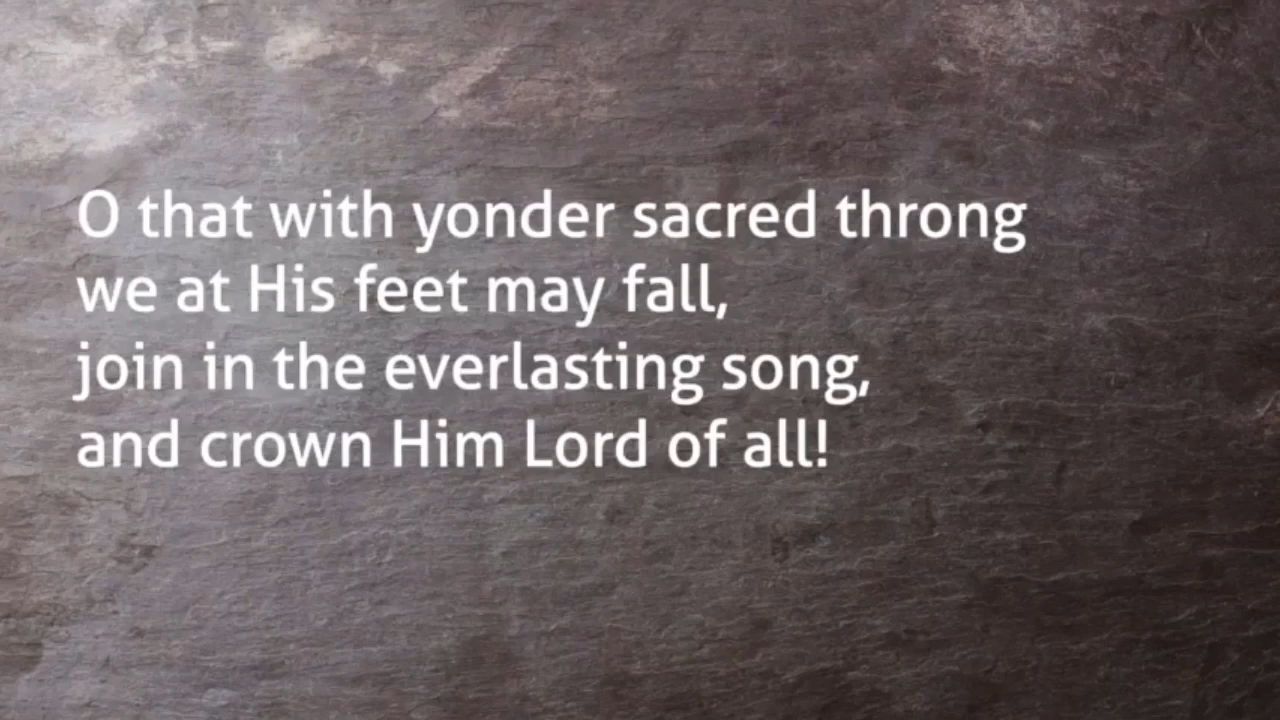 O that with yonder sacred throng
we at His feet may fall,
join in the everlasting song,
and crown Him Lord of all!